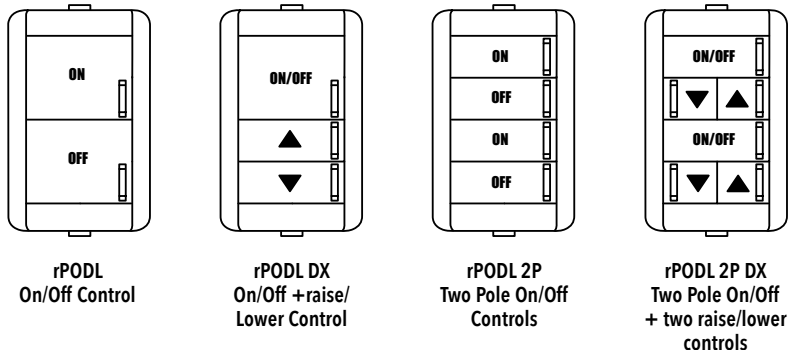 ON
OFF
rPODL
On/Off Control
ON/OFF
rPODL DX
On/Off +raise/
Lower Control
ON
OFF
ON
OFF
rPODL 2P
Two Pole On/Off
Controls
ON/OFF
ON/OFF
rPODL 2P DX
Two Pole On/Off
+ two raise/lower
controls